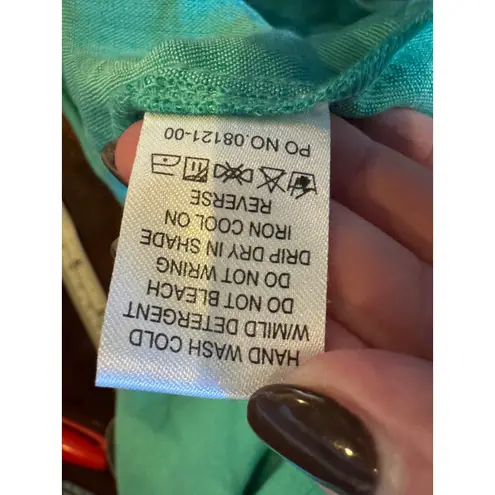 HAND WASH COLD
W/MILD DETERGENT
DO NOT BLEACH
DO NOT WRING
DRIP DRY IN SHADE
IRON COOL ON
REVERSE
PO NO.08121-00